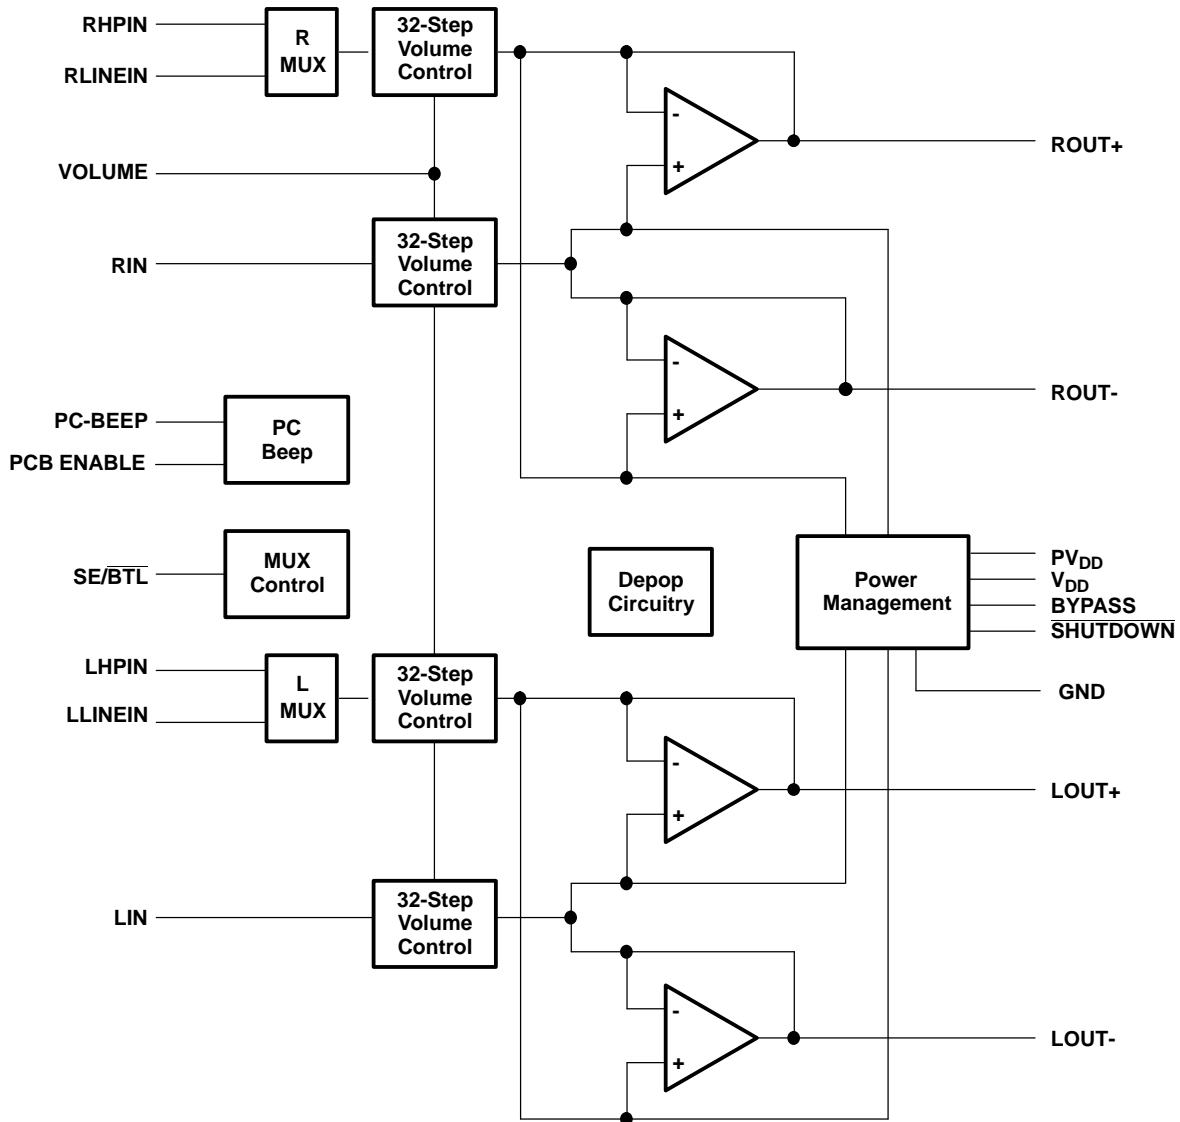 RHPIN
RLINEIN
R
MUX
32-Step
Volume
Control
-
+
ROUT+
VOLUME
RIN
32-Step
Volume
Control
-
+
ROUT-
PC-BEEP
PCB ENABLE
PC
Beep
SE/B̅T̅L̅
MUX
Control
Depop
Circuitry
Power
Management
PVDD
VDD
BYPASS
S̅H̅U̅T̅D̅O̅W̅N̅
GND
LHPIN
LLINEIN
L
MUX
32-Step
Volume
Control
-
+
LOUT+
LIN
32-Step
Volume
Control
-
+
LOUT-